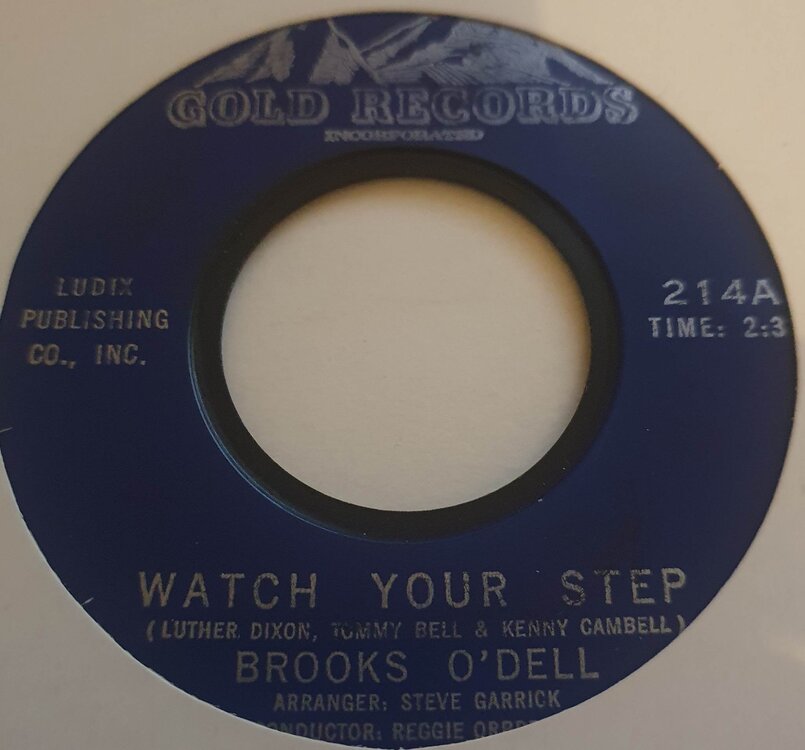 GOLD RECORDS
INCORPORATED
LUDIX
PUBLISHING
CO., INC.
214A
TIME: 2:3
WATCH YOUR STEP
(LUTHER DIXON, TOMMY BELL & KENNY CAMBELL)
BROOKS O'DELL
ARRANGER: STEVE GARRICK
REGGIE